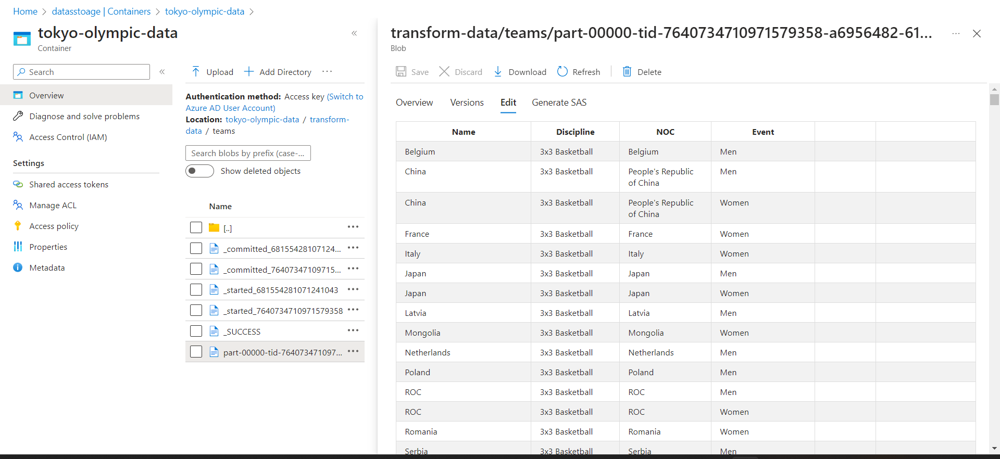 Home > datasstoage | Containers > tokyo-olympic-data >
tokyo-olympic-data
Container
«
Search
«
Overview
Diagnose and solve problems
Access Control (IAM)
Settings
Shared access tokens
Manage ACL
Access policy
Properties
Metadata
Upload Add Directory ···
Authentication method: Access key (Switch to
Azure AD User Account)
Location: tokyo-olympic-data / transform-
data / teams
Search blobs by prefix (case-...
Show deleted objects
Name
[..] •••
_committed_68155428107124... •••
_committed_76407347109715... •••
_started_681554281071241043 •••
_started_7640734710971579358 •••
_SUCCESS •••
part-00000-tid-764073471097... •••
transform-data/teams/part-00000-tid-7640734710971579358-a6956482-61...
···
Blob
Save Discard Download Refresh Delete
Overview Versions Edit Generate SAS
Name Discipline NOC Event
Belgium 3x3 Basketball Belgium Men
China 3x3 Basketball People's Republic Men
of China
China 3x3 Basketball People's Republic Women
of China
France 3x3 Basketball France Women
Italy 3x3 Basketball Italy Women
Japan 3x3 Basketball Japan Men
Japan 3x3 Basketball Japan Women
Latvia 3x3 Basketball Latvia Men
Mongolia 3x3 Basketball Mongolia Women
Netherlands 3x3 Basketball Netherlands Men
Poland 3x3 Basketball Poland Men
ROC 3x3 Basketball ROC Men
ROC 3x3 Basketball ROC Women
Romania 3x3 Basketball Romania Women
Serbia 3x3 Basketball Serbia Men